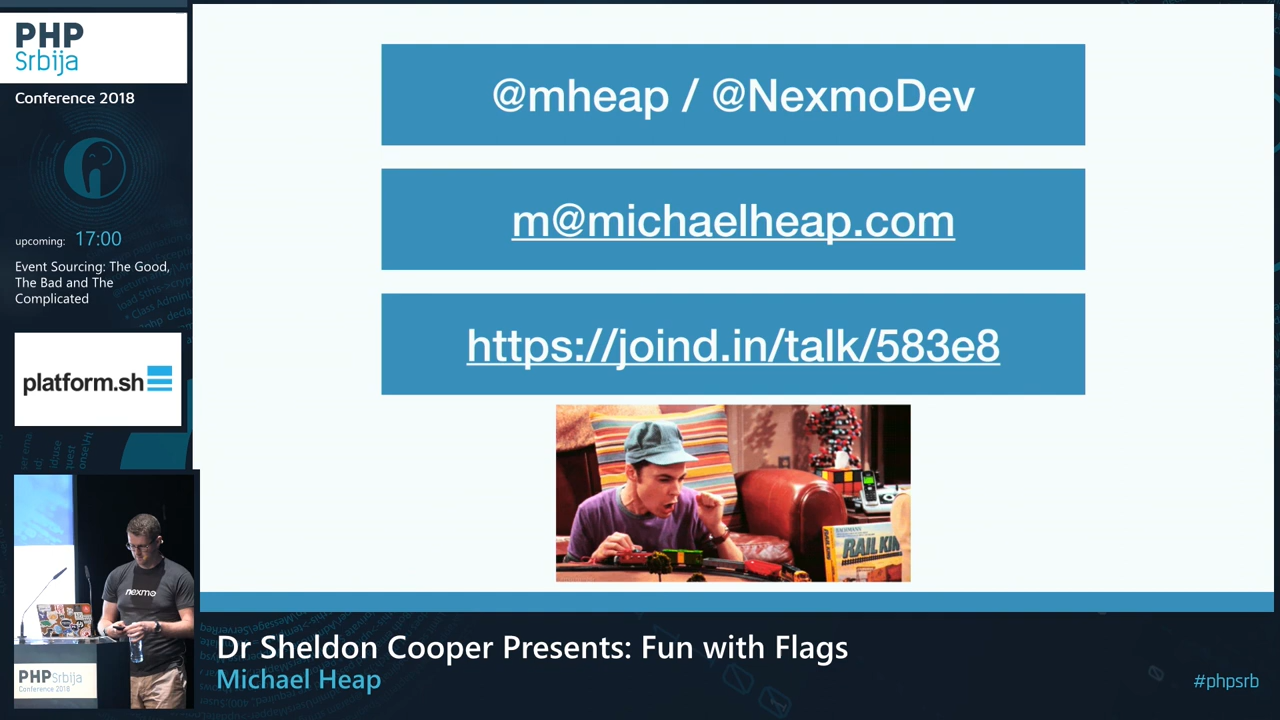 PHP
Srbija
Conference 2018
upcoming: 17:00
Event Sourcing: The Good,
The Bad and The
Complicated
platform.sh
@mheap / @NexmoDev
m@michaelheap.com
https://joind.in/talk/583e8
RAIL KIN
nexmo
PHP Srbija
Conference 2018
Dr Sheldon Cooper Presents: Fun with Flags
Michael Heap
#phpsrb